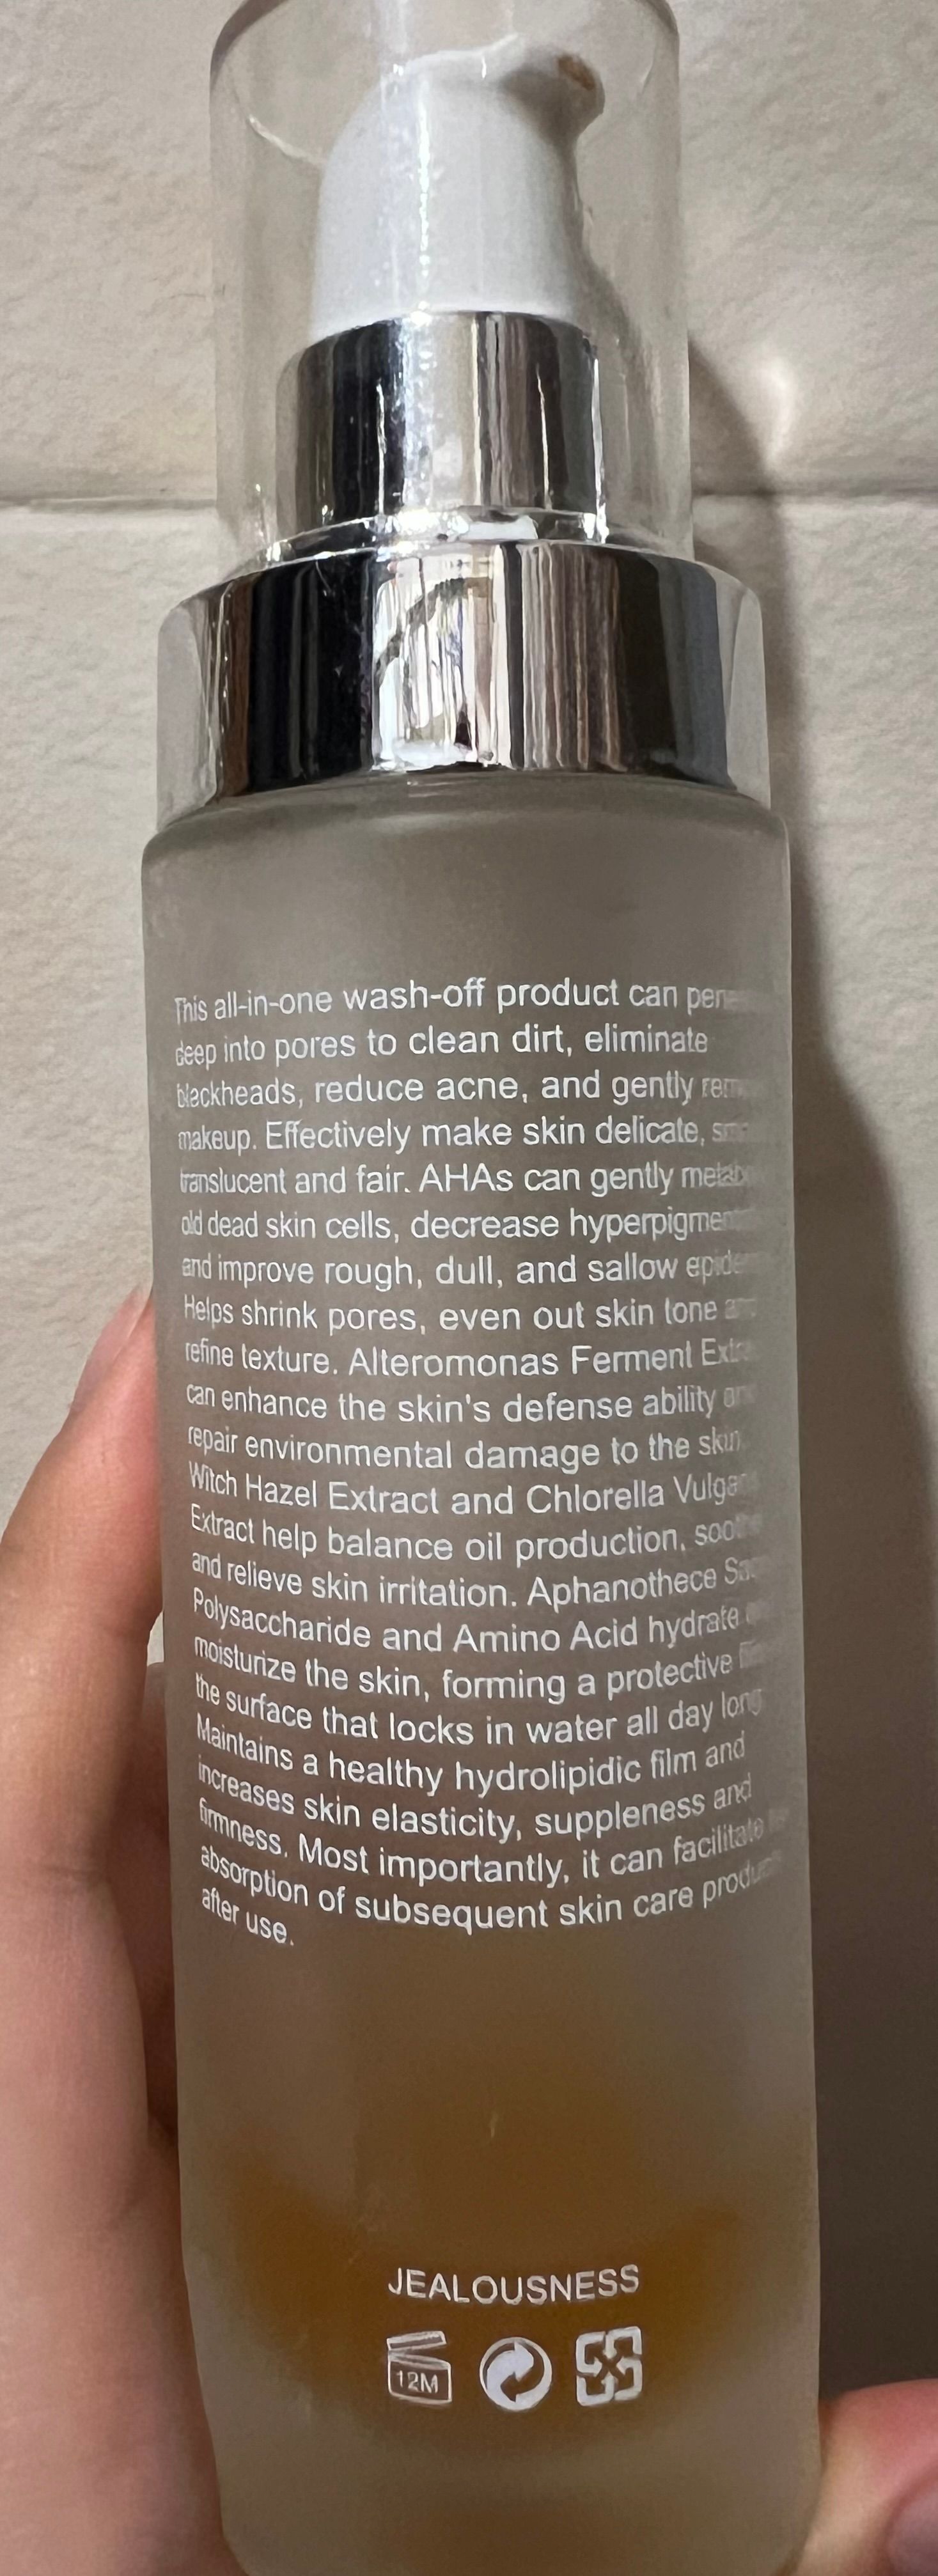 This all-in-one wash-off product can
deep into pores to clean dirt, eliminate
blackheads, reduce acne, and gently
makeup. Effectively make skin delicate,
translucent and fair. AHAs can gently
old dead skin cells, decrease
and improve rough, dull, and sallow
Helps shrink pores, even out skin tone
refine texture. Alteromonas Ferment
can enhance the skin's defense ability
repair environmental damage to the skin.
Witch Hazel Extract and Chlorella
Extract help balance oil production,
and relieve skin irritation. Aphanothece
Polysaccharide and Amino Acid hydrate
moisturize the skin, forming a protective
the surface that locks in water all day long.
Maintains a healthy hydrolipidic film and
increases skin elasticity, suppleness and
firmness. Most importantly, it can facilitate
absorption of subsequent skin care
after use.
JEALOUSNESS
12M